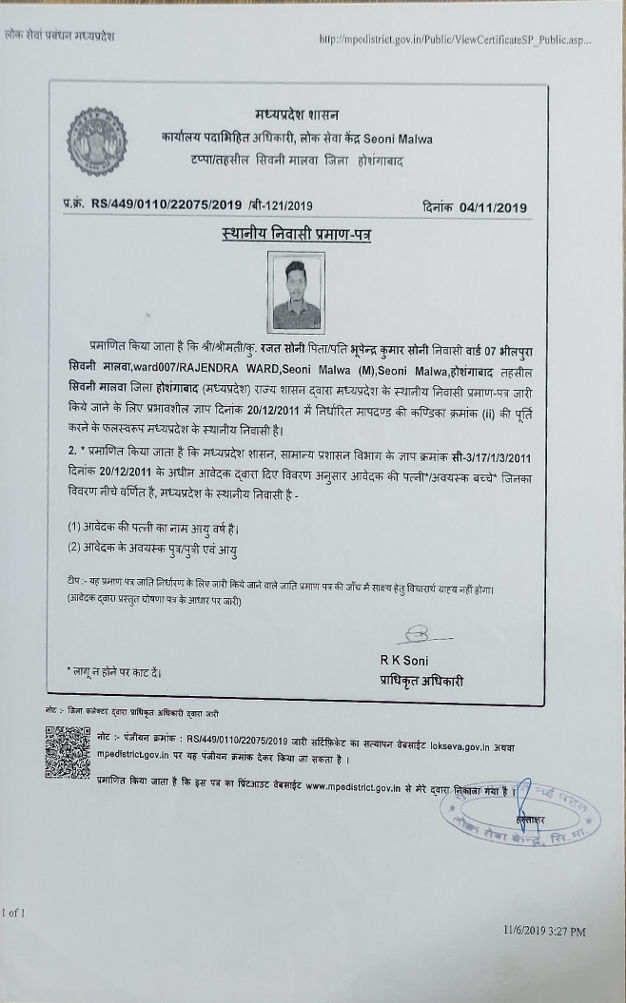 लोक सेवा प्रबंधन मध्यप्रदेश
http://mpedistrict.gov.in/Public/ViewCertificateSP_Public.asp...
मध्यप्रदेश शासन
कार्यालय पदाभिहित अधिकारी, लोक सेवा केंद्र Seoni Malwa
टप्पा/तहसील सिवनी मालवा जिला होशंगाबाद
प्र.क्रं. RS/449/0110/22075/2019 /बी-121/2019
दिनांक 04/11/2019
स्थानीय निवासी प्रमाण-पत्र
प्रमाणित किया जाता है कि श्री/श्रीमती/कु. रजत सोनी पिता/पति भूपेन्द्र कुमार सोनी निवासी वार्ड 07 भीलपुरा
सिवनी मालवा,ward007/RAJENDRA WARD,Seoni Malwa (M),Seoni Malwa,होशंगाबाद तहसील
सिवनी मालवा जिला होशंगाबाद (मध्यप्रदेश) राज्य शासन द्वारा मध्यप्रदेश के स्थानीय निवासी प्रमाण-पत्र जारी
किये जाने के लिए प्रभावशील ज्ञाप दिनांक 20/12/2011 में निर्धारित मापदण्ड की कण्डिका क्रमांक (ii) की पूर्ति
करने के फलस्वरूप मध्यप्रदेश के स्थानीय निवासी है।
2. * प्रमाणित किया जाता है कि मध्यप्रदेश शासन, सामान्य प्रशासन विभाग के ज्ञाप क्रमांक सी-3/17/1/3/2011
दिनांक 20/12/2011 के अधीन आवेदक द्वारा दिए विवरण अनुसार आवेदक की पत्नी*/अवयस्क बच्चे* जिनका
विवरण नीचे वर्णित है, मध्यप्रदेश के स्थानीय निवासी है -
(1) आवेदक की पत्नी का नाम आयु वर्ष है।
(2) आवेदक के अवयस्क पुत्र/पुत्री एवं आयु
टीप :- यह प्रमाण पत्र जाति निर्धारण के लिए जारी किये जाने वाले जाति प्रमाण पत्र की जाँच में साक्ष्य हेतु विचारार्थ ग्राह्य नहीं होगा।
(आवेदक द्वारा प्रस्तुत घोषणा पत्र के आधार पर जारी)
R K Soni
* लागू न होने पर काट दें।
प्राधिकृत अधिकारी
नोट :- जिला कलेक्टर द्वारा प्राधिकृत अधिकारी द्वारा जारी
नोट :- पंजीयन क्रमांक : RS/449/0110/22075/2019 जारी सर्टिफ़िकेट का सत्यापन वेबसाईट lokseva.gov.in अथवा
mpedistrict.gov.in पर यह पंजीयन क्रमांक देकर किया जा सकता है ।
प्रमाणित किया जाता है कि इस पत्र का प्रिंटआउट वेबसाईट www.mpedistrict.gov.in से मेरे द्वारा निकाला गया है ।
हस्ताक्षर
नई पहल
लोक सेवा केन्द्र, सि.मा.
1 of 1
11/6/2019 3:27 PM